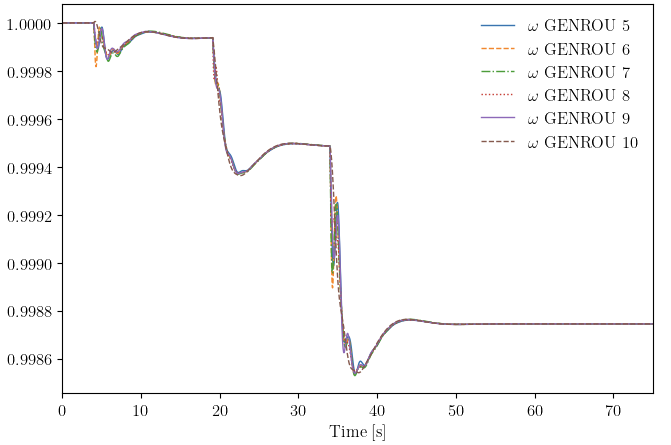 1.0000
0.9998
0.9996
0.9994
0.9992
0.9990
0.9988
0.9986
ω GENROU 5
ω GENROU 6
ω GENROU 7
ω GENROU 8
ω GENROU 9
ω GENROU 10
0 10 20 30 40 50 60 70
Time [s]